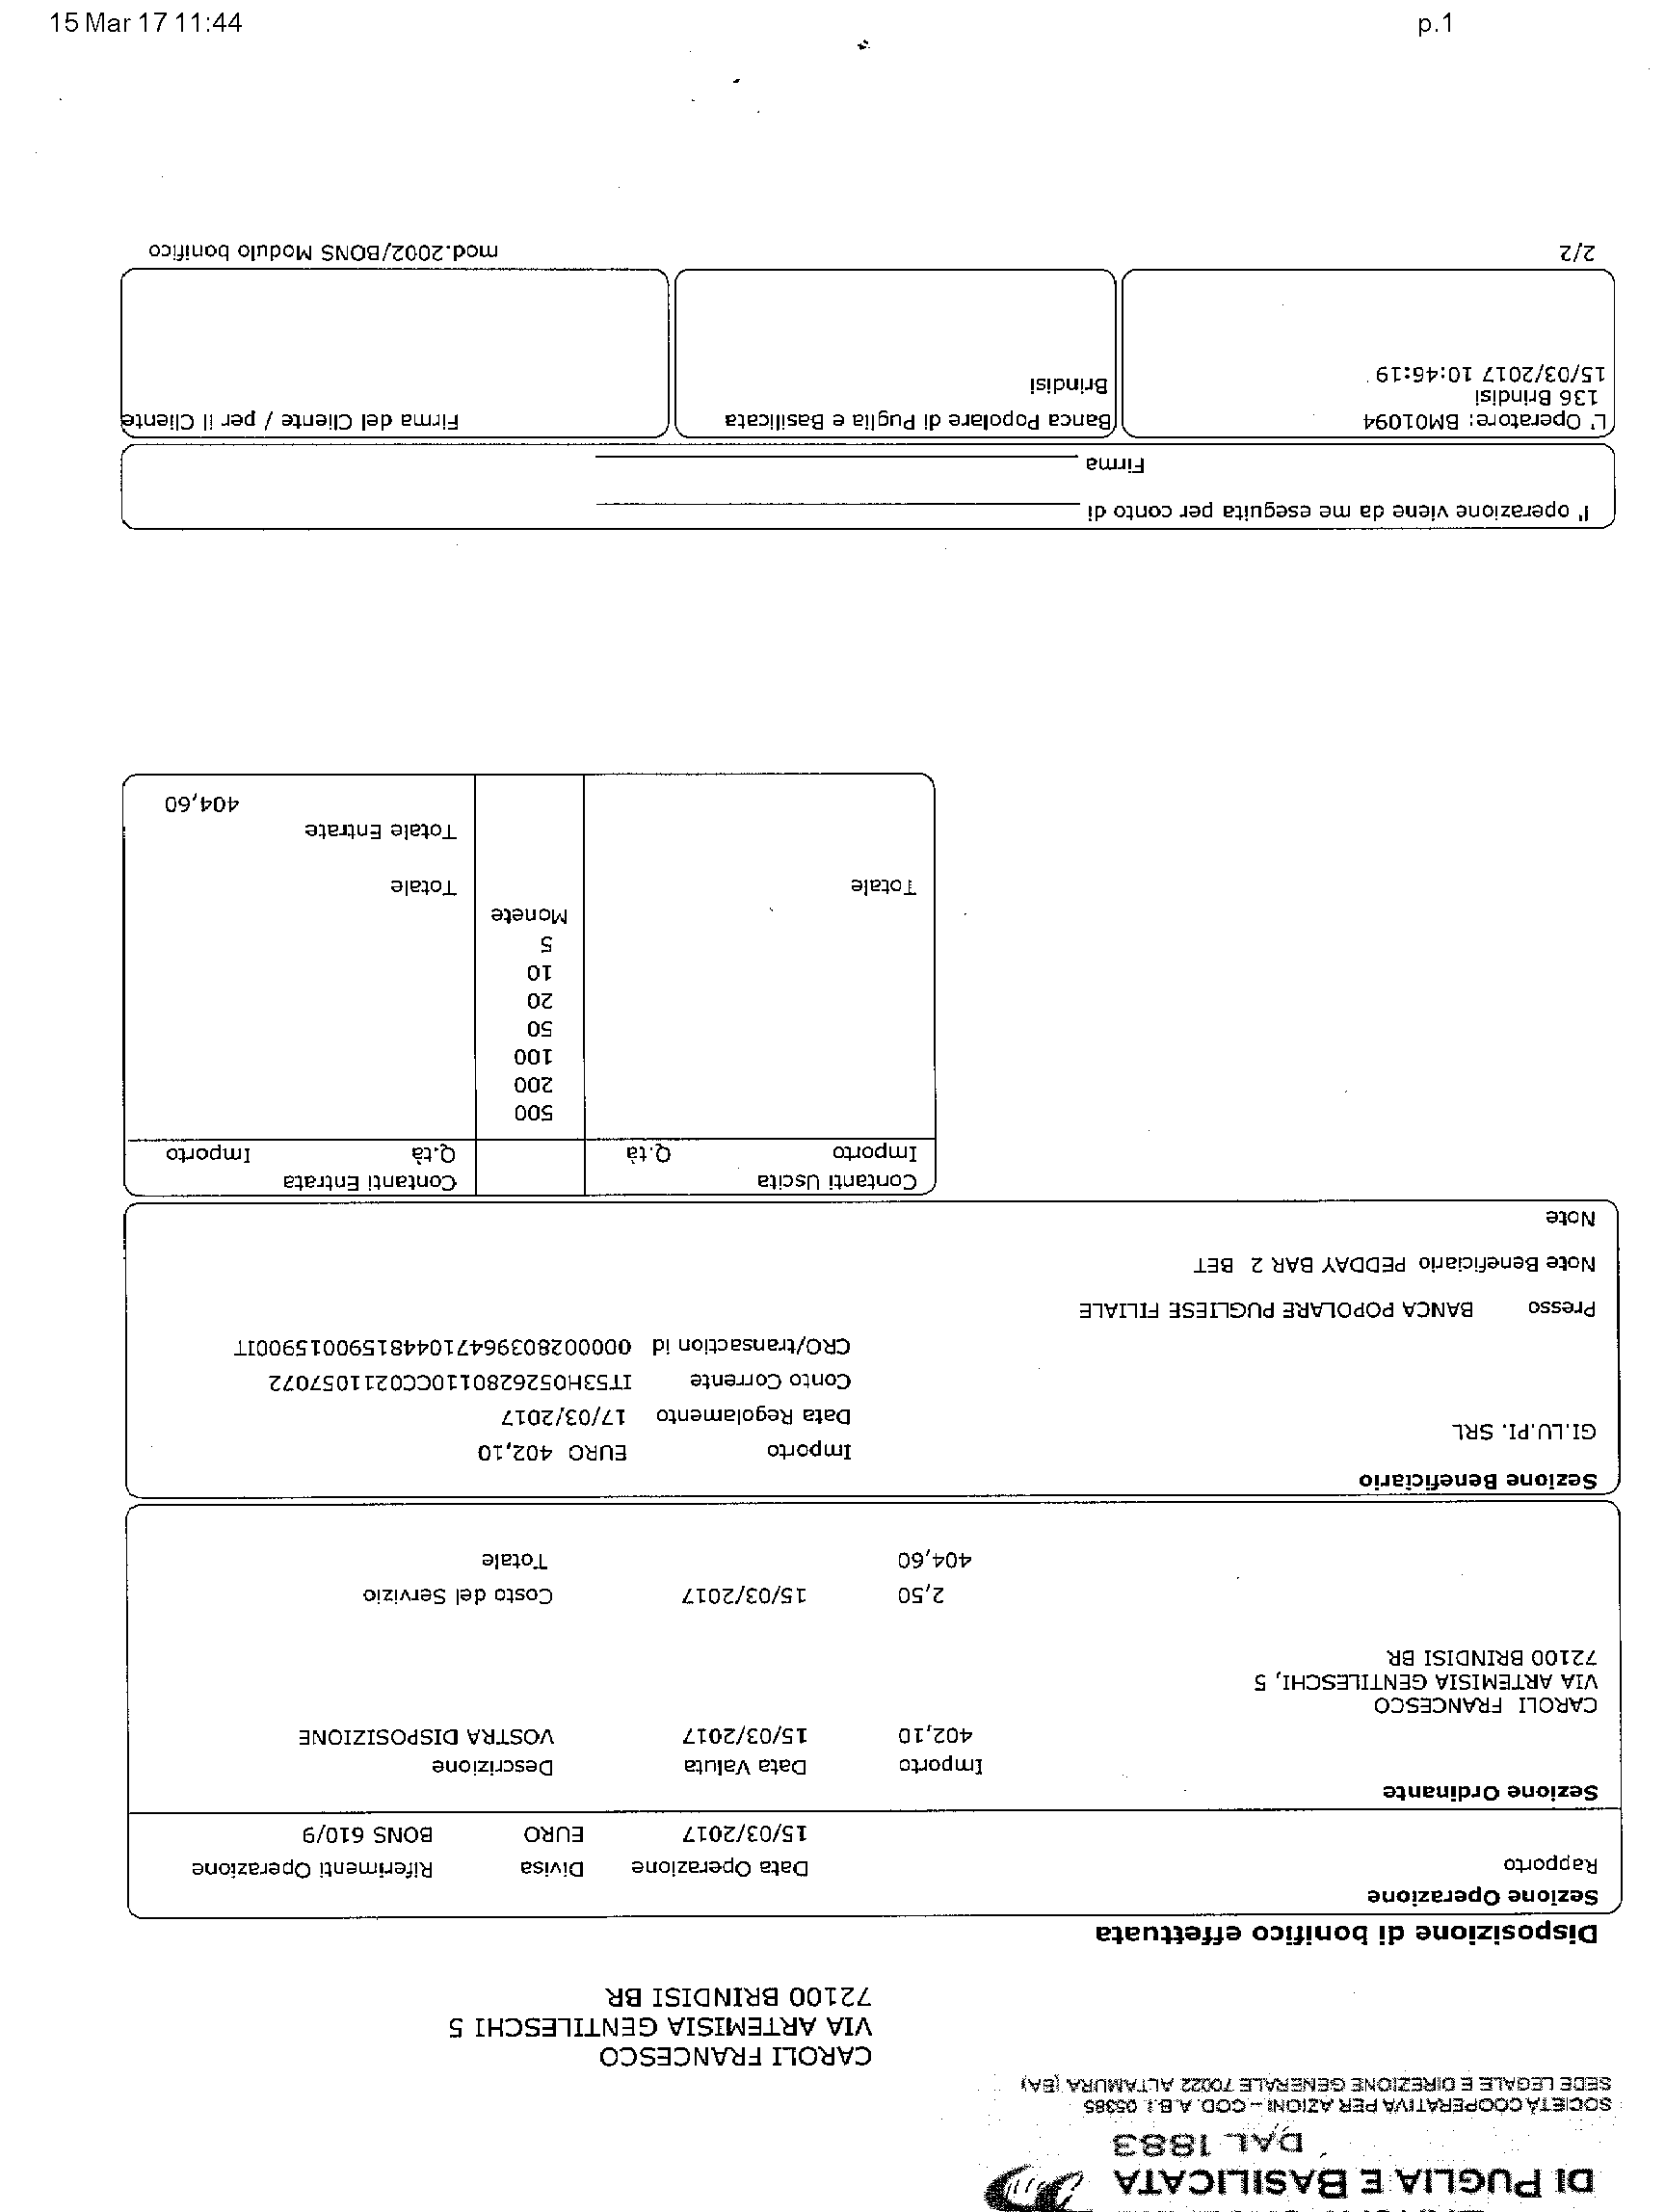 15 Mar 17 11:44
p.1
DI PUGLIA E BASILICATA
DAL 1883
SOCIETÀ COOPERATIVA PER AZIONI – COD. A.B.I. 05385
SEDE LEGALE E DIREZIONE GENERALE 70022 ALTAMURA (BA)
CAROLI FRANCESCO
VIA ARTEMISIA GENTILESCHI 5
72100 BRINDISI BR
Disposizione di bonifico effettuata
Sezione Operazione
Rapporto Data Operazione Divisa Riferimenti Operazione
15/03/2017 EURO BONS 610/9
Sezione Ordinante
Importo Data Valuta Descrizione
402,10 15/03/2017 VOSTRA DISPOSIZIONE
CAROLI FRANCESCO
VIA ARTEMISIA GENTILESCHI, 5
72100 BRINDISI BR
2,50 15/03/2017 Costo del Servizio
404,60 Totale
Sezione Beneficiario
Importo EURO 402,10
GI.LU.PI. SRL
Data Regolamento 17/03/2017
Conto Corrente IT53H0526280110CC0211057072
CRO/transaction id 0000028039647104481590015900IT
Presso BANCA POPOLARE PUGLIESE FILIALE
Note Beneficiario PEDDAY BAR 2 BET
Note
Contanti Uscita Contanti Entrata
Importo Q.tà Q.tà Importo
500
200
100
50
20
10
5
Monete
Totale Totale
Totale Entrate
404,60
l' operazione viene da me eseguita per conto di
Firma
L' Operatore: BM01094 Banca Popolare di Puglia e Basilicata Firma del Cliente / per il Cliente
136 Brindisi Brindisi
15/03/2017 10:46:19
2/2 mod.2002/BONS Modulo bonifico